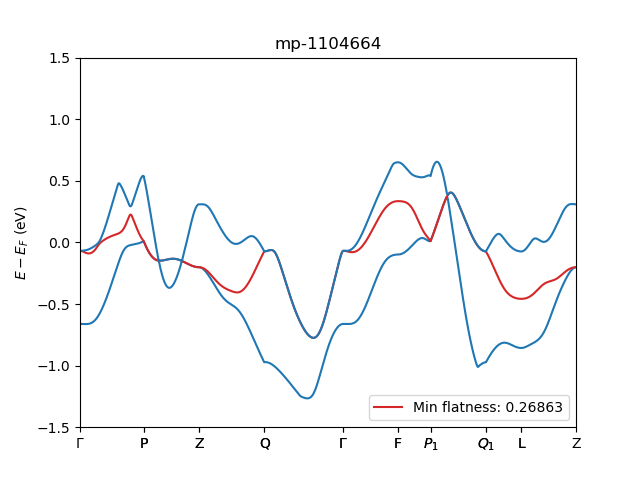 mp-1104664
E − E_F (eV)
1.5
1.0
0.5
0.0
−0.5
−1.0
−1.5
Min flatness: 0.26863
Γ P Z Q Γ F P₁ Q₁ L Z